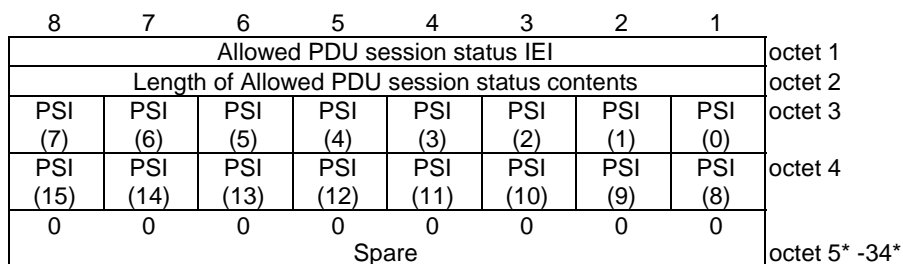 8 7 6 5 4 3 2 1
Allowed PDU session status IEI octet 1
Length of Allowed PDU session status contents octet 2
PSI PSI PSI PSI PSI PSI PSI PSI octet 3
(7) (6) (5) (4) (3) (2) (1) (0)
PSI PSI PSI PSI PSI PSI PSI PSI octet 4
(15) (14) (13) (12) (11) (10) (9) (8)
0 0 0 0 0 0 0 0
Spare octet 5* -34*